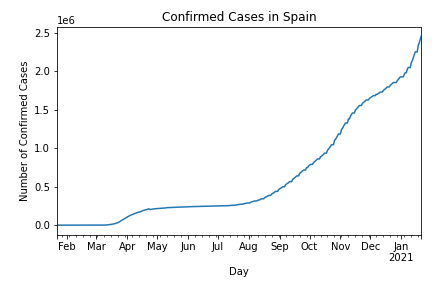 Confirmed Cases in Spain
1e6
2.5
2.0
1.5
1.0
0.5
0.0
Number of Confirmed Cases
Feb Mar Apr May Jun Jul Aug Sep Oct Nov Dec Jan
2021
Day